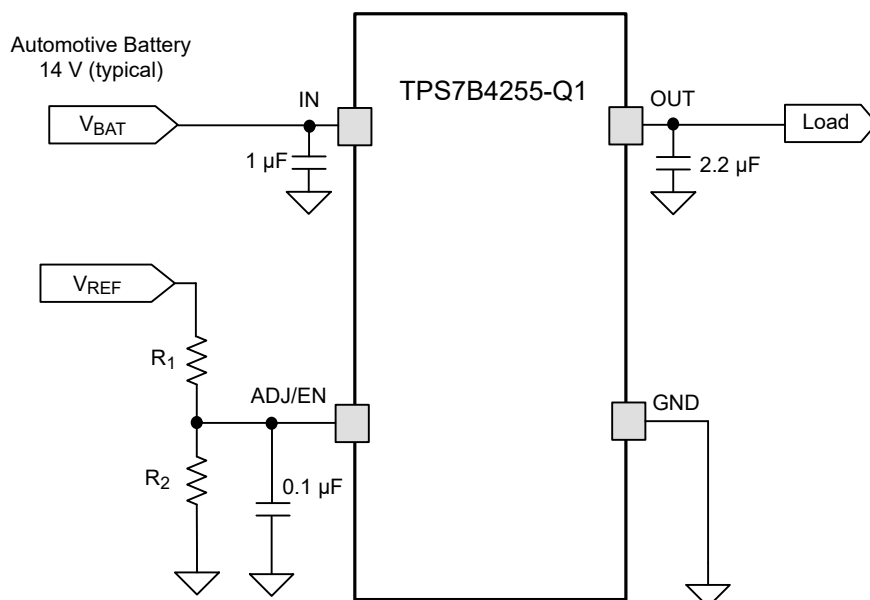 Automotive Battery
14 V (typical)
TPS7B4255-Q1
IN
OUT
VBAT
Load
1 µF
2.2 µF
VREF
R1
ADJ/EN
GND
R2
0.1 µF